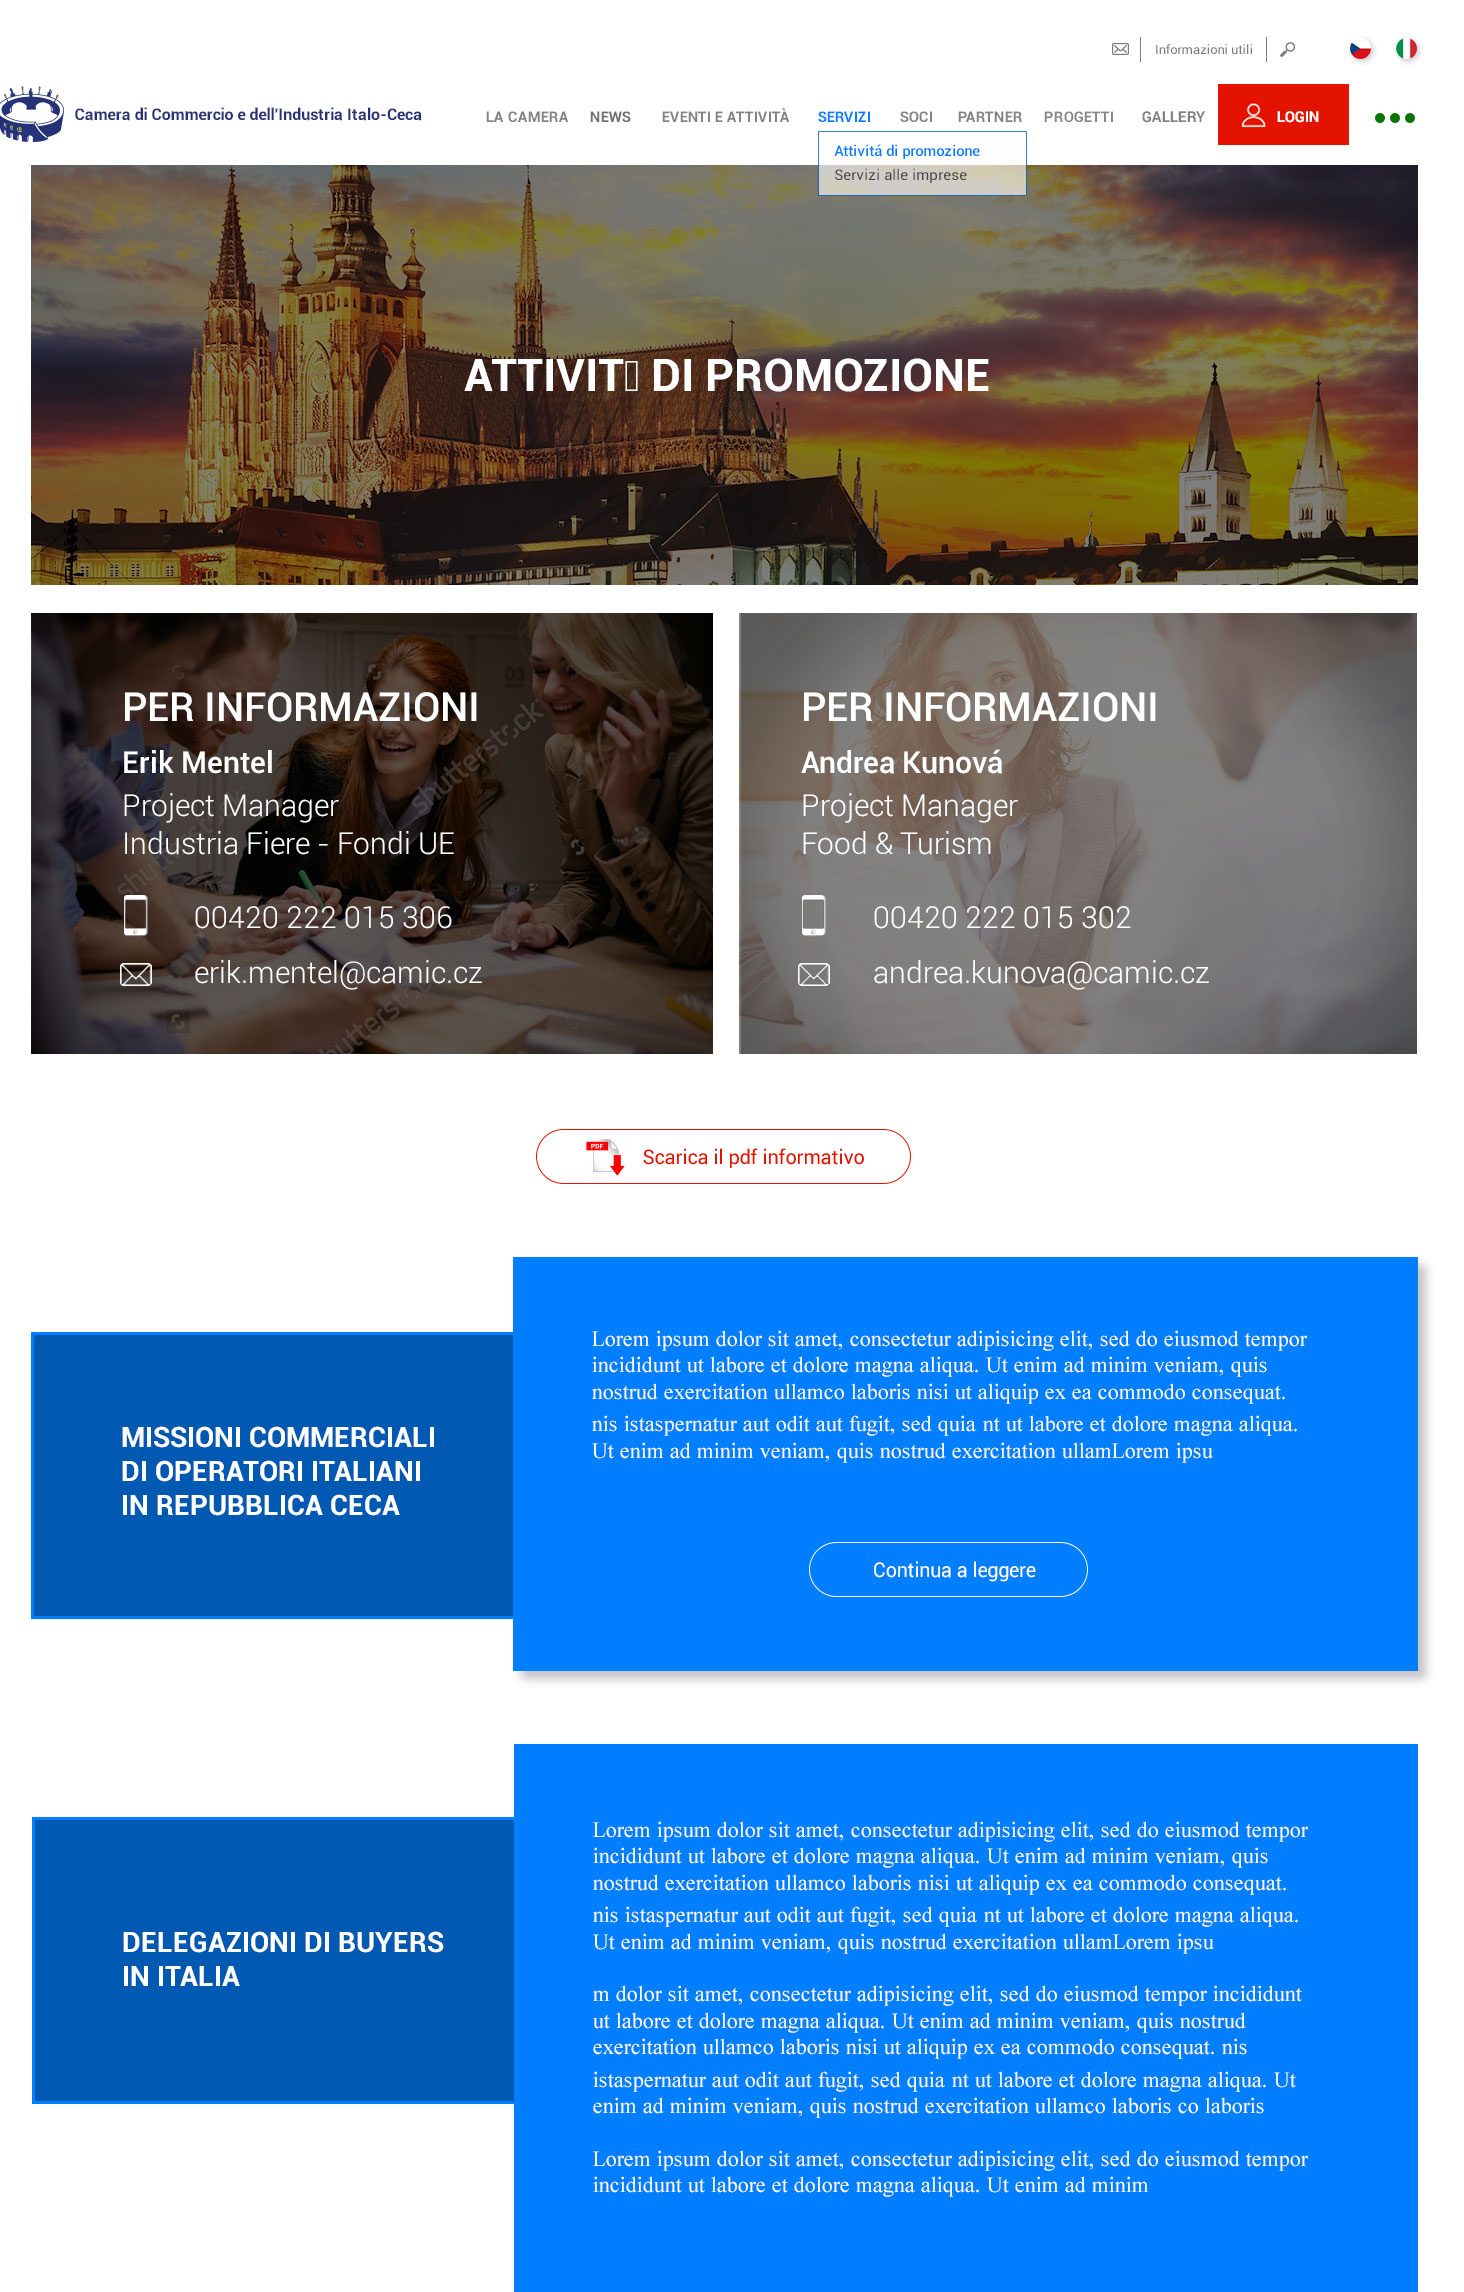 Informazioni utili
Camera di Commercio e dell'Industria Italo-Ceca
LA CAMERA
NEWS
EVENTI E ATTIVITÀ
SERVIZI
SOCI
PARTNER
PROGETTI
GALLERY
LOGIN
Attivitá di promozione
Servizi alle imprese
ATTIVIT DI PROMOZIONE
PER INFORMAZIONI
Erik Mentel
Project Manager
Industria Fiere - Fondi UE
00420 222 015 306
erik.mentel@camic.cz
shutterstock
PER INFORMAZIONI
Andrea Kunová
Project Manager
Food & Turism
00420 222 015 302
andrea.kunova@camic.cz
PDF
Scarica il pdf informativo
MISSIONI COMMERCIALI
DI OPERATORI ITALIANI
IN REPUBBLICA CECA
Lorem ipsum dolor sit amet, consectetur adipisicing elit, sed do eiusmod tempor
incididunt ut labore et dolore magna aliqua. Ut enim ad minim veniam, quis
nostrud exercitation ullamco laboris nisi ut aliquip ex ea commodo consequat.
nis istaspernatur aut odit aut fugit, sed quia nt ut labore et dolore magna aliqua.
Ut enim ad minim veniam, quis nostrud exercitation ullamLorem ipsu
Continua a leggere
DELEGAZIONI DI BUYERS
IN ITALIA
Lorem ipsum dolor sit amet, consectetur adipisicing elit, sed do eiusmod tempor
incididunt ut labore et dolore magna aliqua. Ut enim ad minim veniam, quis
nostrud exercitation ullamco laboris nisi ut aliquip ex ea commodo consequat.
nis istaspernatur aut odit aut fugit, sed quia nt ut labore et dolore magna aliqua.
Ut enim ad minim veniam, quis nostrud exercitation ullamLorem ipsu
m dolor sit amet, consectetur adipisicing elit, sed do eiusmod tempor incididunt
ut labore et dolore magna aliqua. Ut enim ad minim veniam, quis nostrud
exercitation ullamco laboris nisi ut aliquip ex ea commodo consequat. nis
istaspernatur aut odit aut fugit, sed quia nt ut labore et dolore magna aliqua. Ut
enim ad minim veniam, quis nostrud exercitation ullamco laboris co laboris
Lorem ipsum dolor sit amet, consectetur adipisicing elit, sed do eiusmod tempor
incididunt ut labore et dolore magna aliqua. Ut enim ad minim